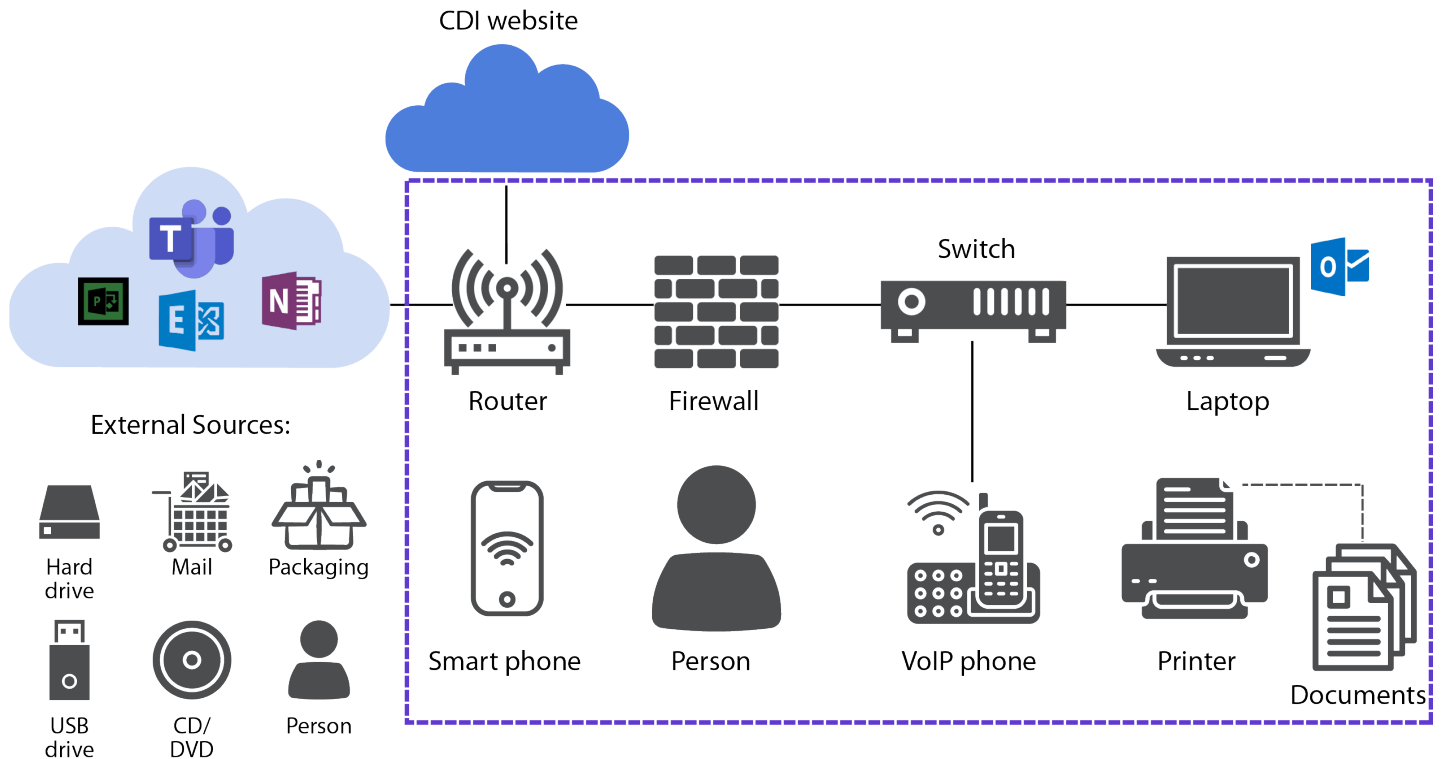 CDI website
T
P
E
N
Switch
O
Router
Firewall
Laptop
External Sources:
Hard
drive
Mail
Packaging
Smart phone
Person
VoIP phone
Printer
Documents
USB
drive
CD/
DVD
Person